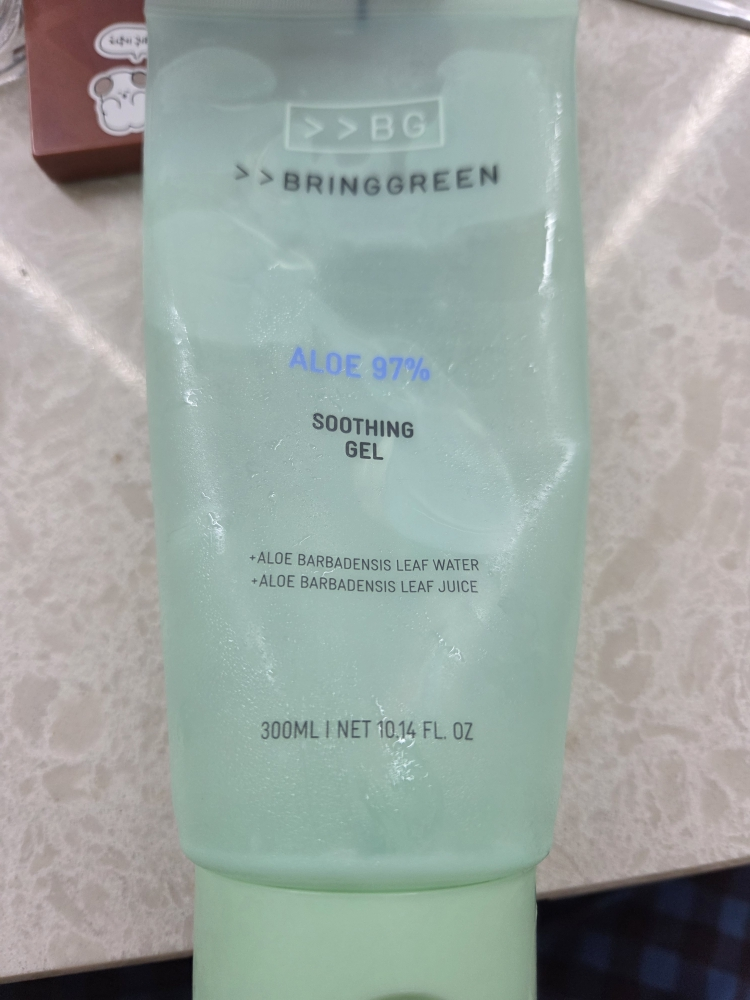 >>BG
>>BRINGGREEN
ALOE 97%
SOOTHING
GEL
+ALOE BARBADENSIS LEAF WATER
+ALOE BARBADENSIS LEAF JUICE
300ML | NET 10.14 FL. OZ